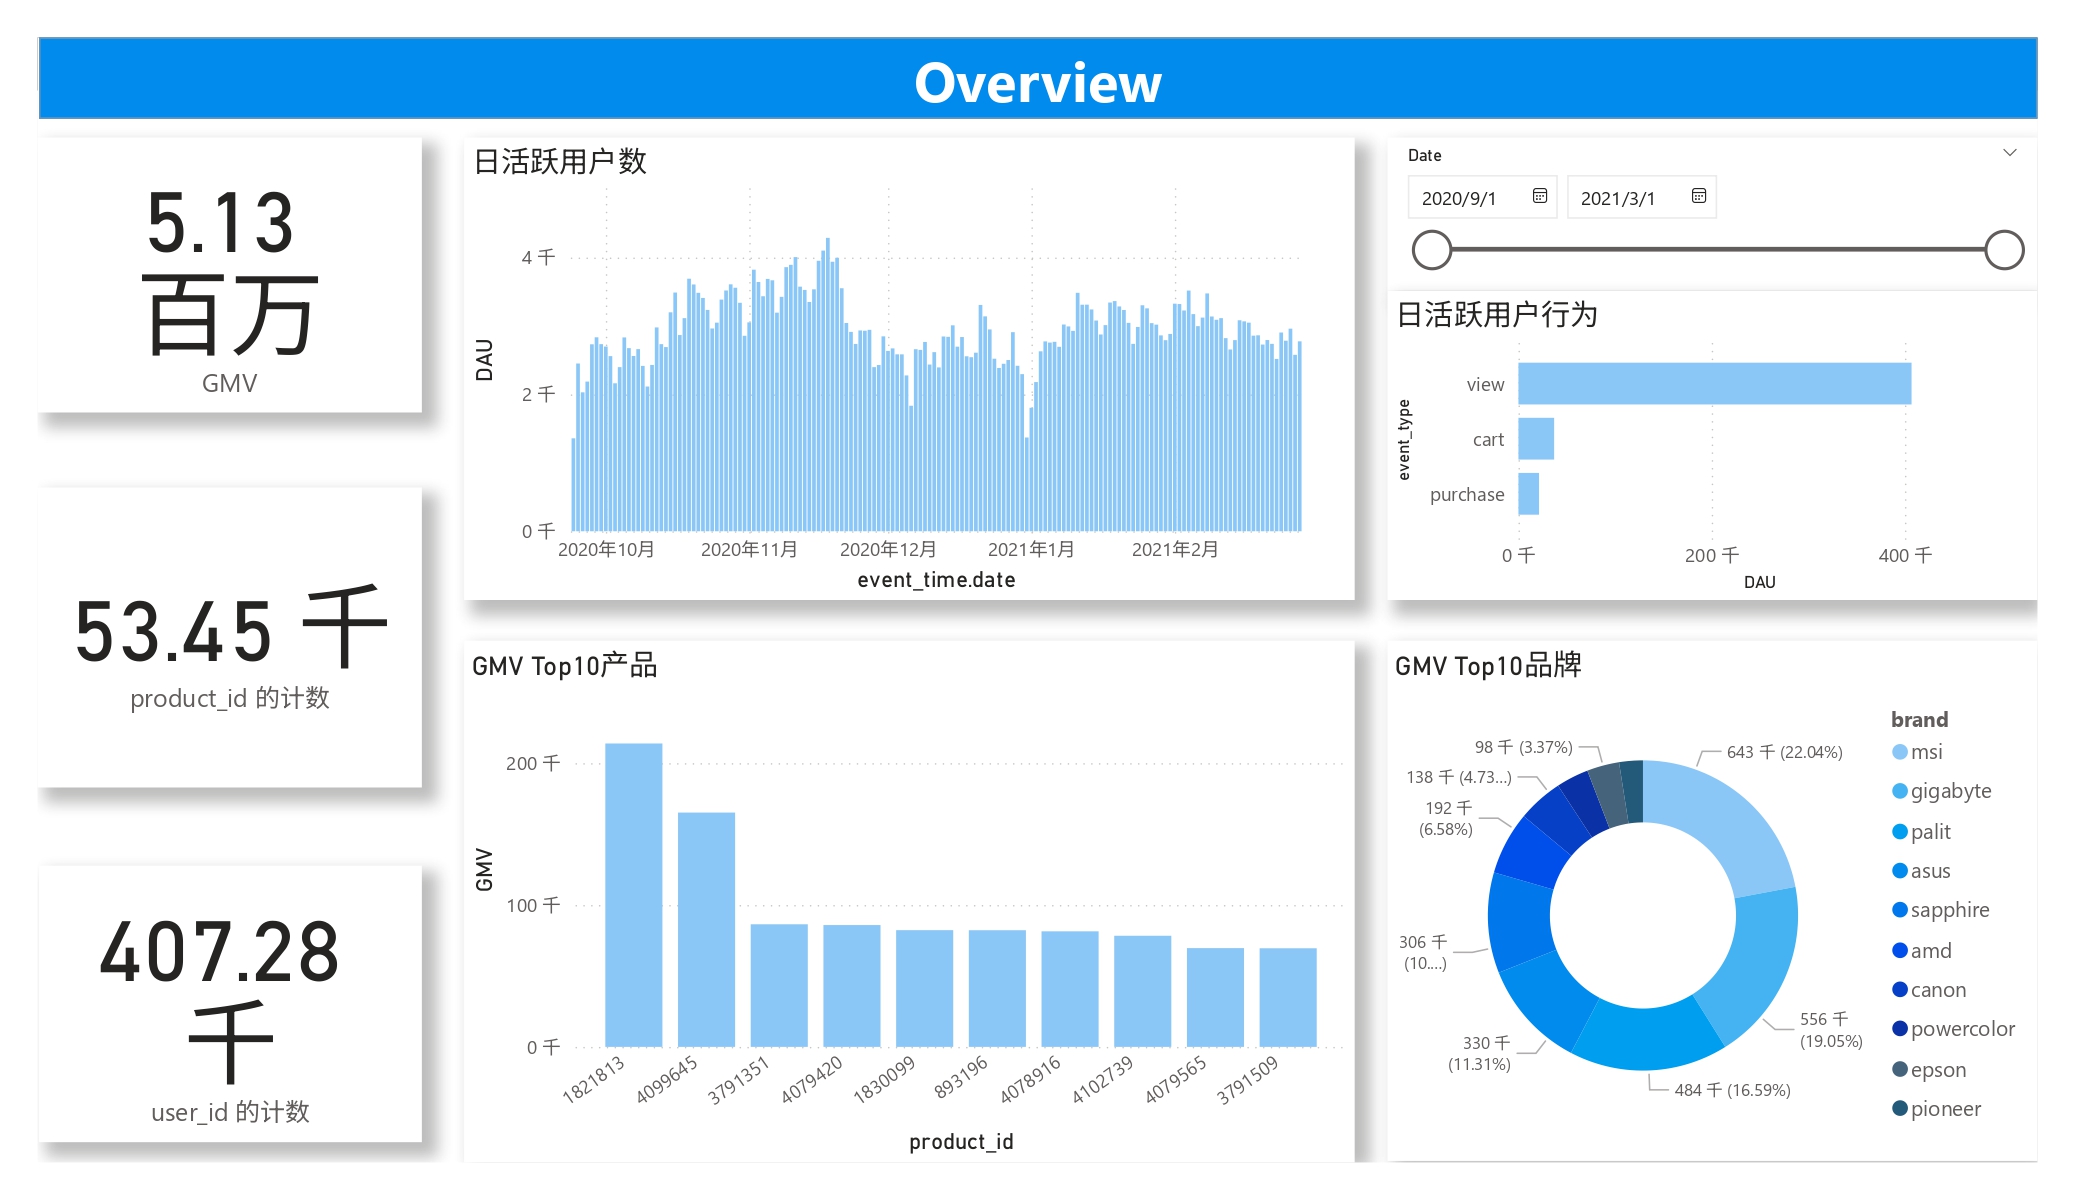 Overview
5.13
百万
GMV
53.45 千
product_id 的计数
407.28
千
user_id 的计数
日活跃用户数
4 千
2 千
0 千
DAU
2020年10月
2020年11月
2020年12月
2021年1月
2021年2月
event_time.date
Date
2020/9/1
2021/3/1
日活跃用户行为
event_type
view
cart
purchase
0 千
200 千
400 千
DAU
GMV Top10产品
200 千
100 千
0 千
GMV
1821813
4099645
3791351
4079420
1830099
893196
4078916
4102739
4079565
3791509
product_id
GMV Top10品牌
98 千 (3.37%)
138 千 (4.73...)
192 千
(6.58%)
306 千
(10....)
330 千
(11.31%)
484 千 (16.59%)
556 千
(19.05%)
643 千 (22.04%)
brand
msi
gigabyte
palit
asus
sapphire
amd
canon
powercolor
epson
pioneer